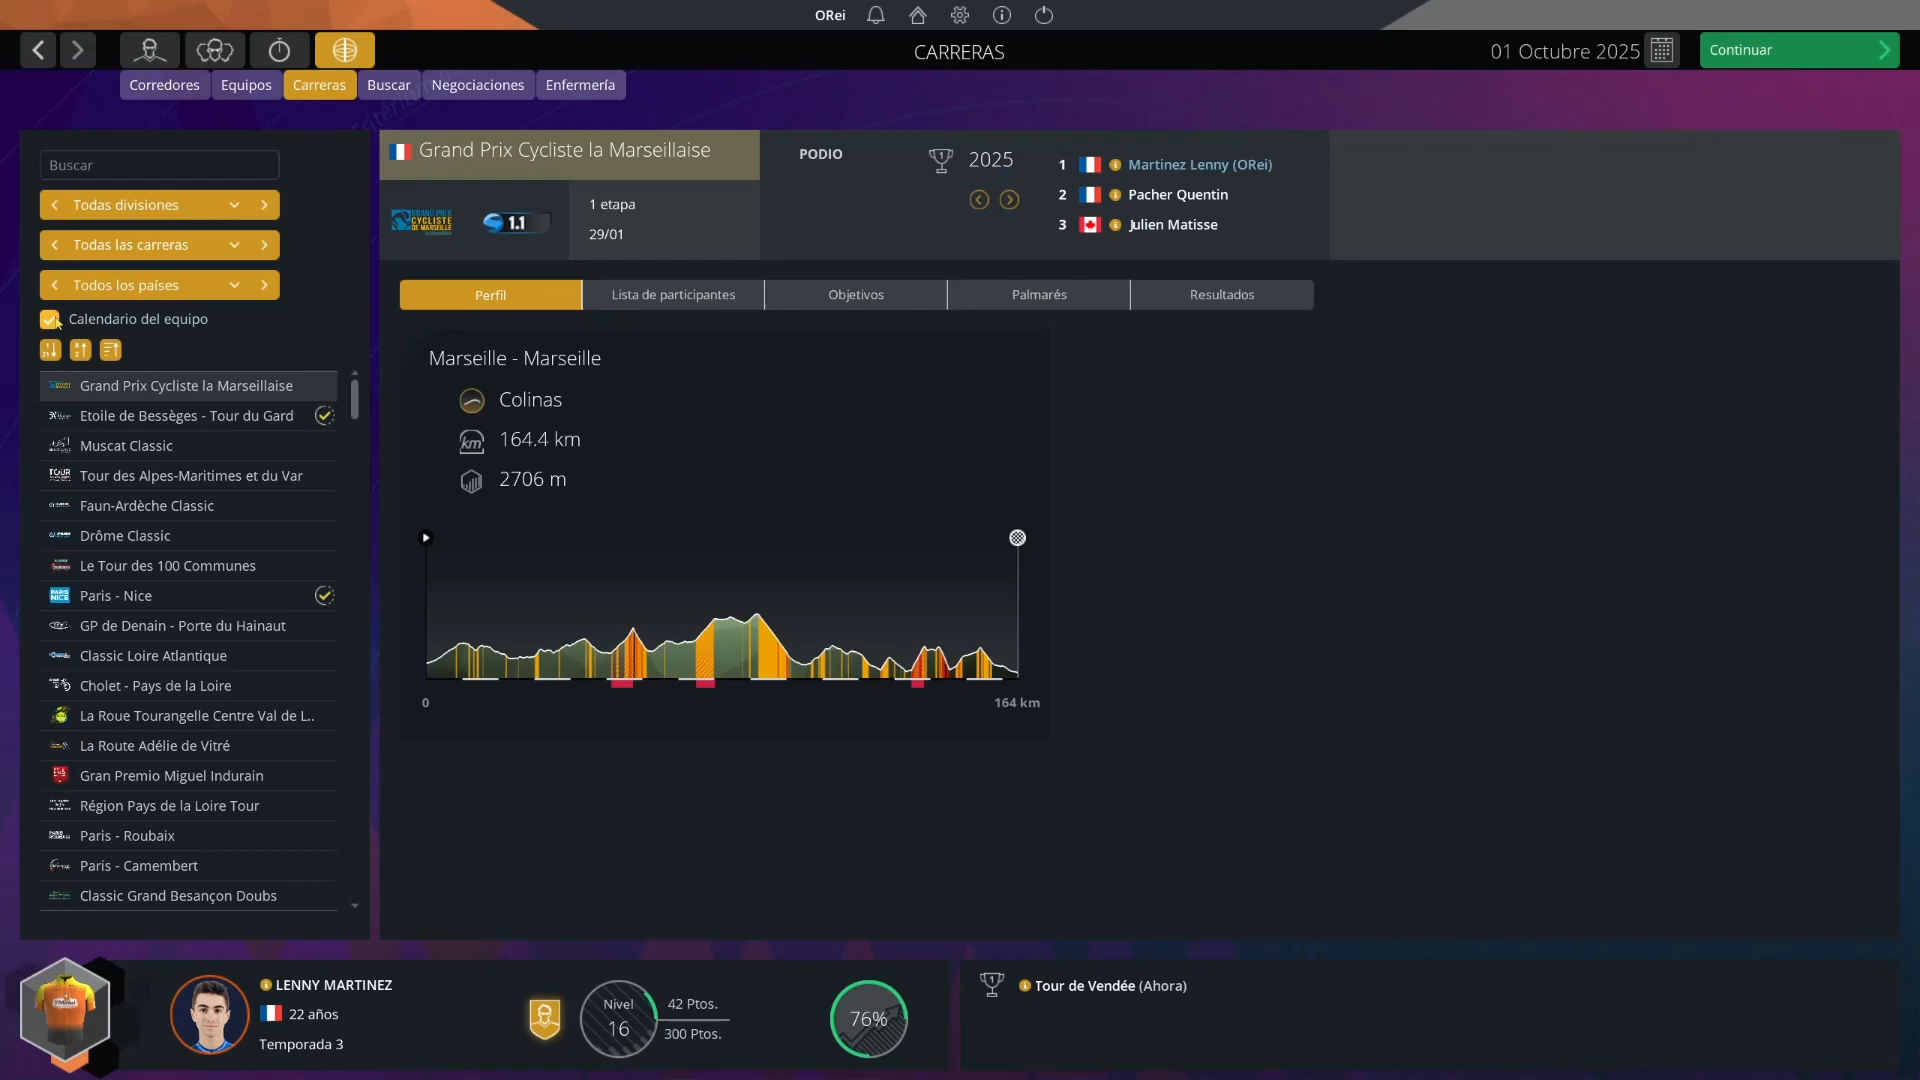 ORei
CARRERAS
01 Octubre 2025
Continuar
Corredores
Equipos
Carreras
Buscar
Negociaciones
Enfermería
Buscar
Todas divisiones
Todas las carreras
Todos los países
Calendario del equipo
Grand Prix Cycliste la Marseillaise
Etoile de Bessèges - Tour du Gard
Muscat Classic
Tour des Alpes-Maritimes et du Var
Faun-Ardèche Classic
Drôme Classic
Le Tour des 100 Communes
Paris - Nice
GP de Denain - Porte du Hainaut
Classic Loire Atlantique
Cholet - Pays de la Loire
La Roue Tourangelle Centre Val de L..
La Route Adélie de Vitré
Gran Premio Miguel Indurain
Région Pays de la Loire Tour
Paris - Roubaix
Paris - Camembert
Classic Grand Besançon Doubs
Grand Prix Cycliste la Marseillaise
GRAND PRIX
CYCLISTE
DE MARSEILLE
1.1
1 etapa
29/01
PODIO
2025
1 Martinez Lenny (ORei)
2 Pacher Quentin
3 Julien Matisse
Perfil
Lista de participantes
Objetivos
Palmarés
Resultados
Marseille - Marseille
Colinas
km 164.4 km
2706 m
0
164 km
LENNY MARTINEZ
22 años
Temporada 3
Nivel
16
42 Ptos.
300 Ptos.
76%
1 Tour de Vendée (Ahora)